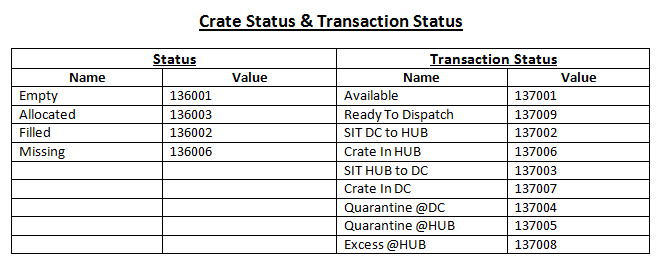 Crate Status & Transaction Status
Status Transaction Status
Name Value Name Value
Empty 136001 Available 137001
Allocated 136003 Ready To Dispatch 137009
Filled 136002 SIT DC to HUB 137002
Missing 136006 Crate In HUB 137006
SIT HUB to DC 137003
Crate In DC 137007
Quarantine @DC 137004
Quarantine @HUB 137005
Excess @HUB 137008